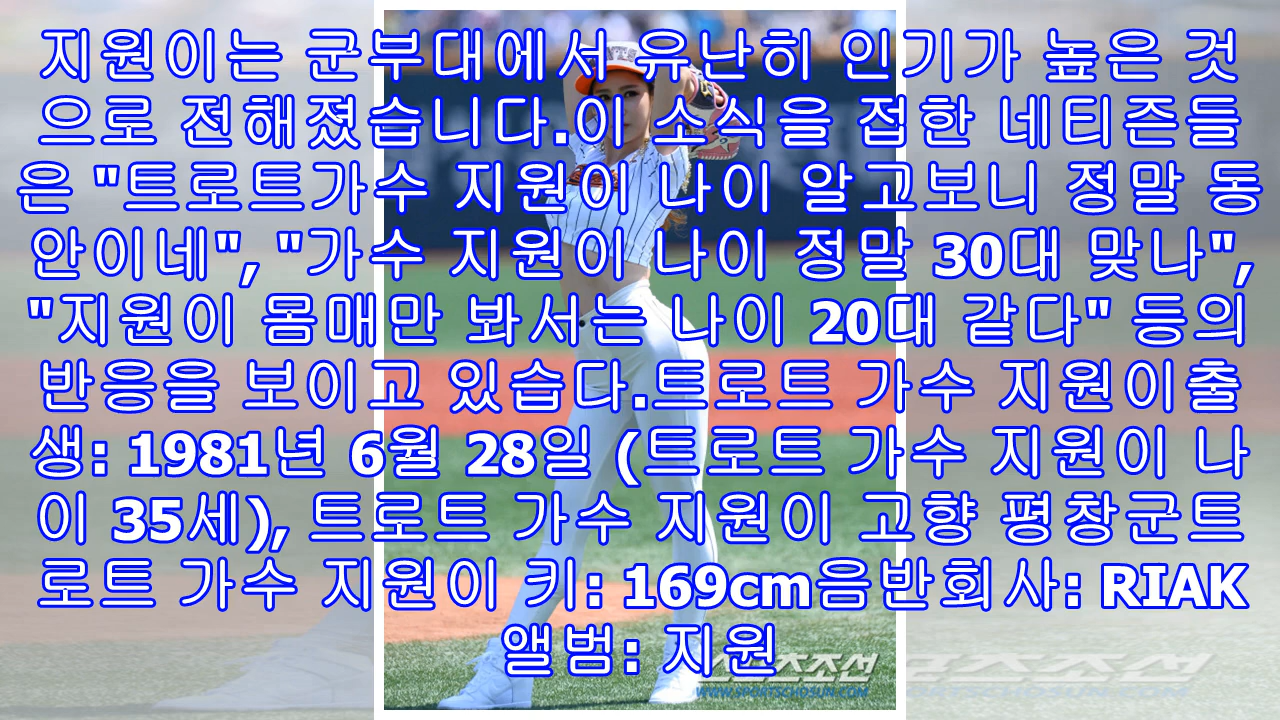 지원이는 군부대에서 유난히 인기가 높은 것
으로 전해졌습니다.이 소식을 접한 네티즌들
은 "트로트가수 지원이 나이 알고보니 정말 동
안이네", "가수 지원이 나이 정말 30대 맞나",
"지원이 몸매만 봐서는 나이 20대 같다" 등의
반응을 보이고 있습다.트로트 가수 지원이출
생: 1981년 6월 28일 (트로트 가수 지원이 나
이 35세), 트로트 가수 지원이 고향 평창군트
로트 가수 지원이 키: 169cm음반회사: RIAK
앨범: 지원
스포츠조선
WWW.SPORTSCHOSUN.COM